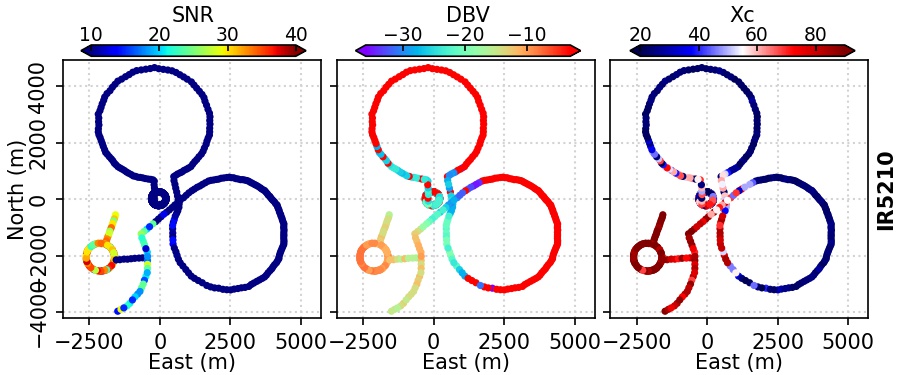 SNR DBV Xc
10 20 30 40 −30 −20 −10 20 40 60 80
4000
2000
0
−2000
−4000
North (m)
−2500 0 2500 5000 −2500 0 2500 5000 −2500 0 2500 5000
East (m) East (m) East (m)
IR5210